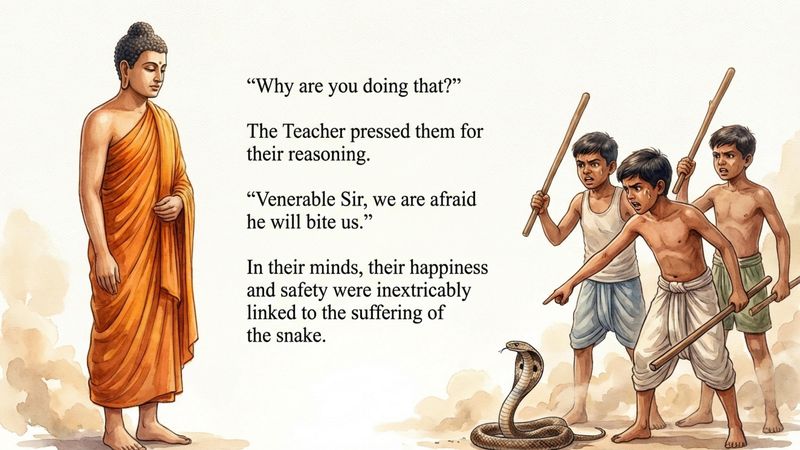 “Why are you doing that?”
The Teacher pressed them for
their reasoning.
“Venerable Sir, we are afraid
he will bite us.”
In their minds, their happiness
and safety were inextricably
linked to the suffering of
the snake.